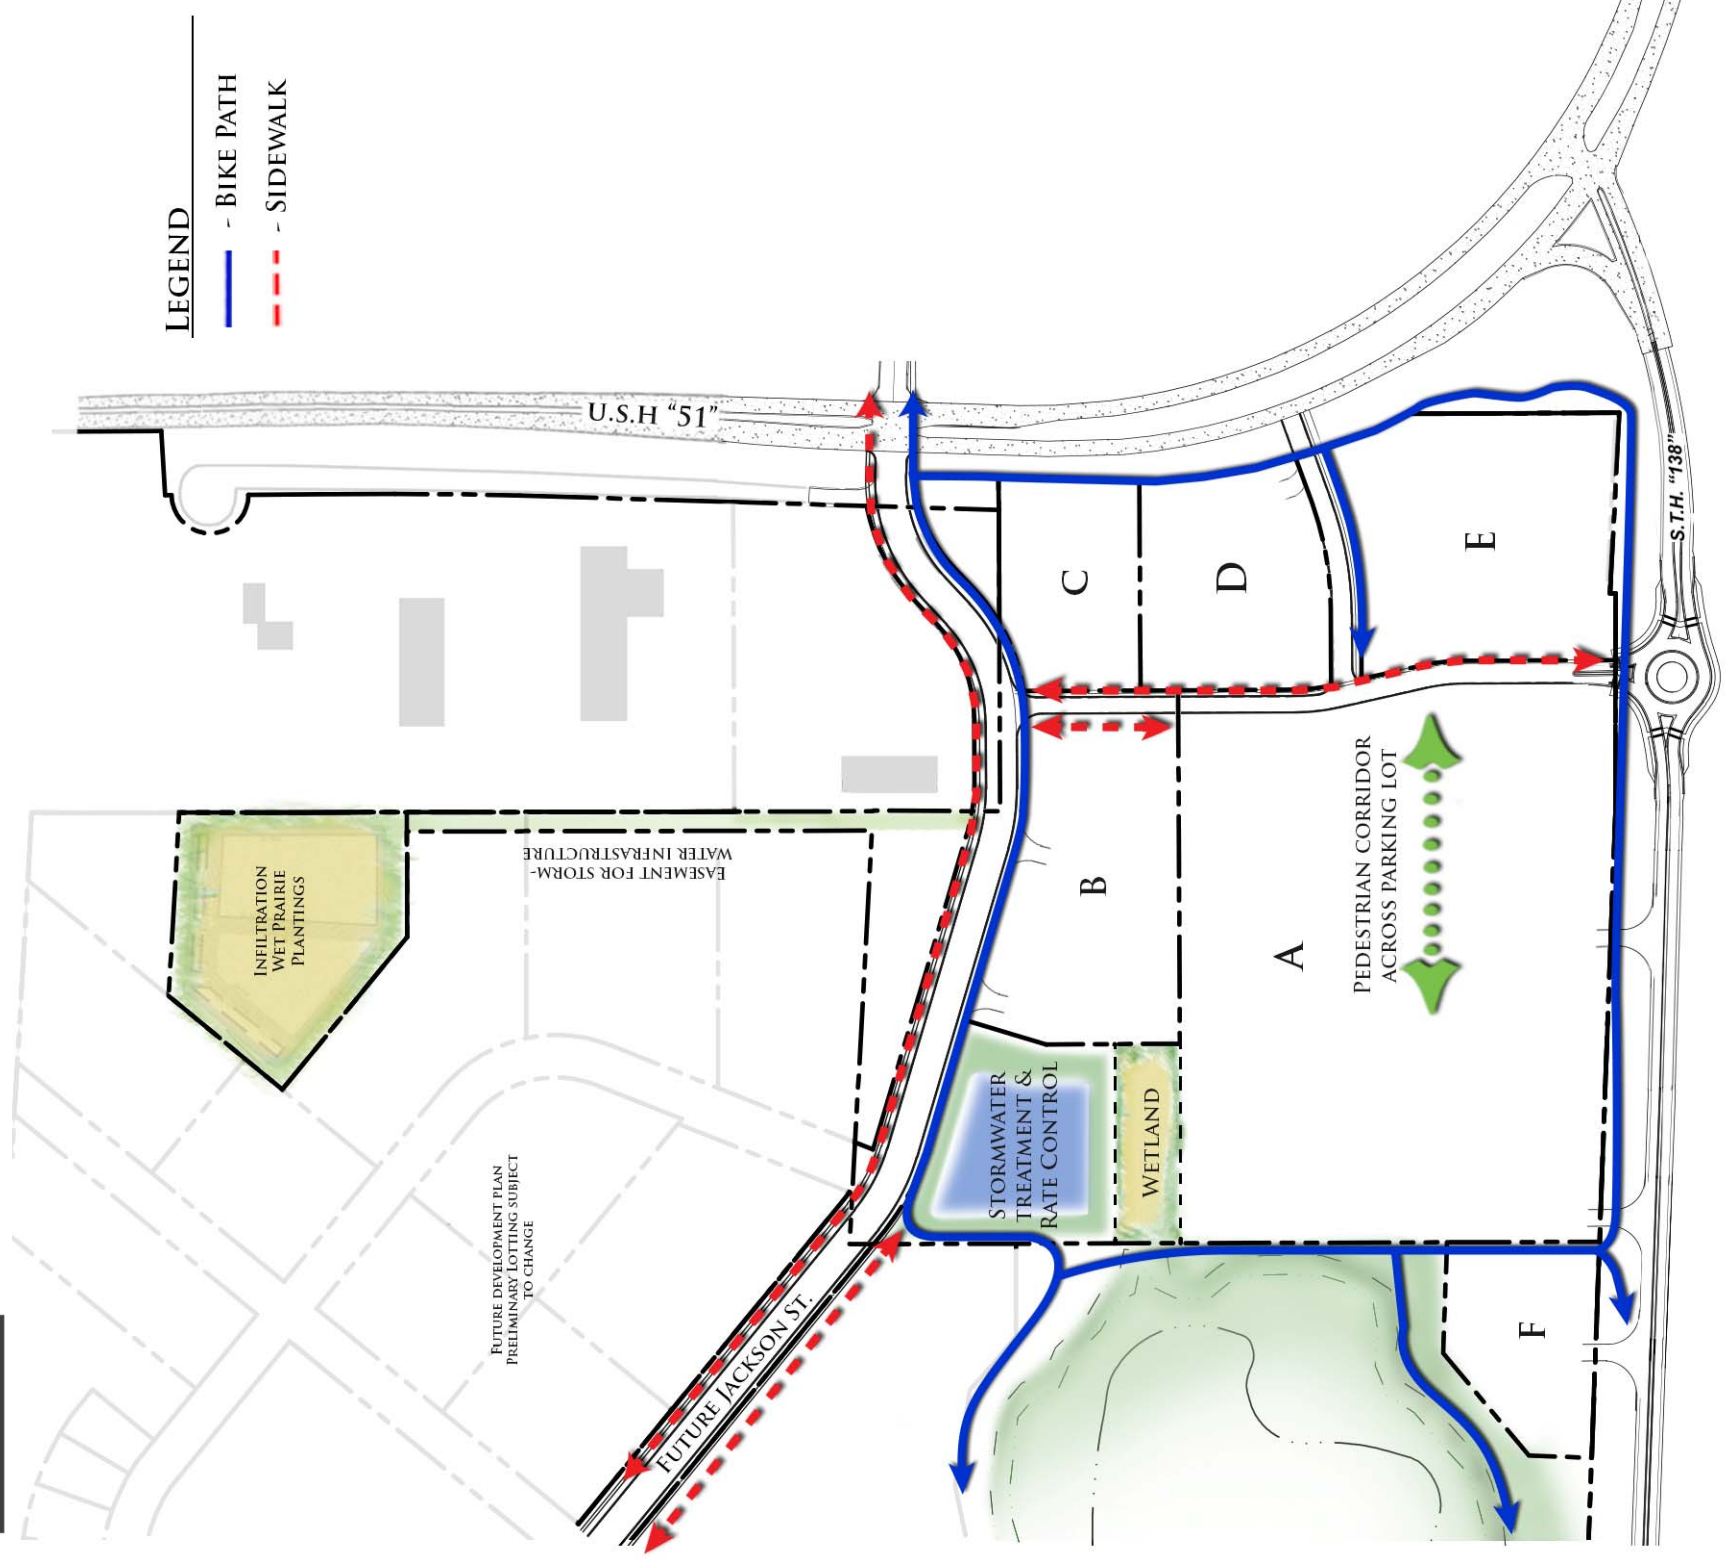 LEGEND
- BIKE PATH
- SIDEWALK
U.S.H "51"
S.T.H. "138"
INFILTRATION
WET PRAIRIE
PLANTINGS
EASEMENT FOR STORM-
WATER INFRASTRUCTURE
C
D
E
B
A
PEDESTRIAN CORRIDOR
ACROSS PARKING LOT
STORMWATER
TREATMENT &
RATE CONTROL
WETLAND
FUTURE DEVELOPMENT PLAN
PRELIMINARY LOTTING SUBJECT
TO CHANGE
FUTURE JACKSON ST.
F